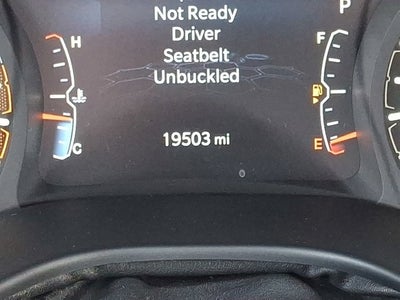 P
Not Ready
Driver
Seatbelt
Unbuckled
H
F
C
E
19503 mi